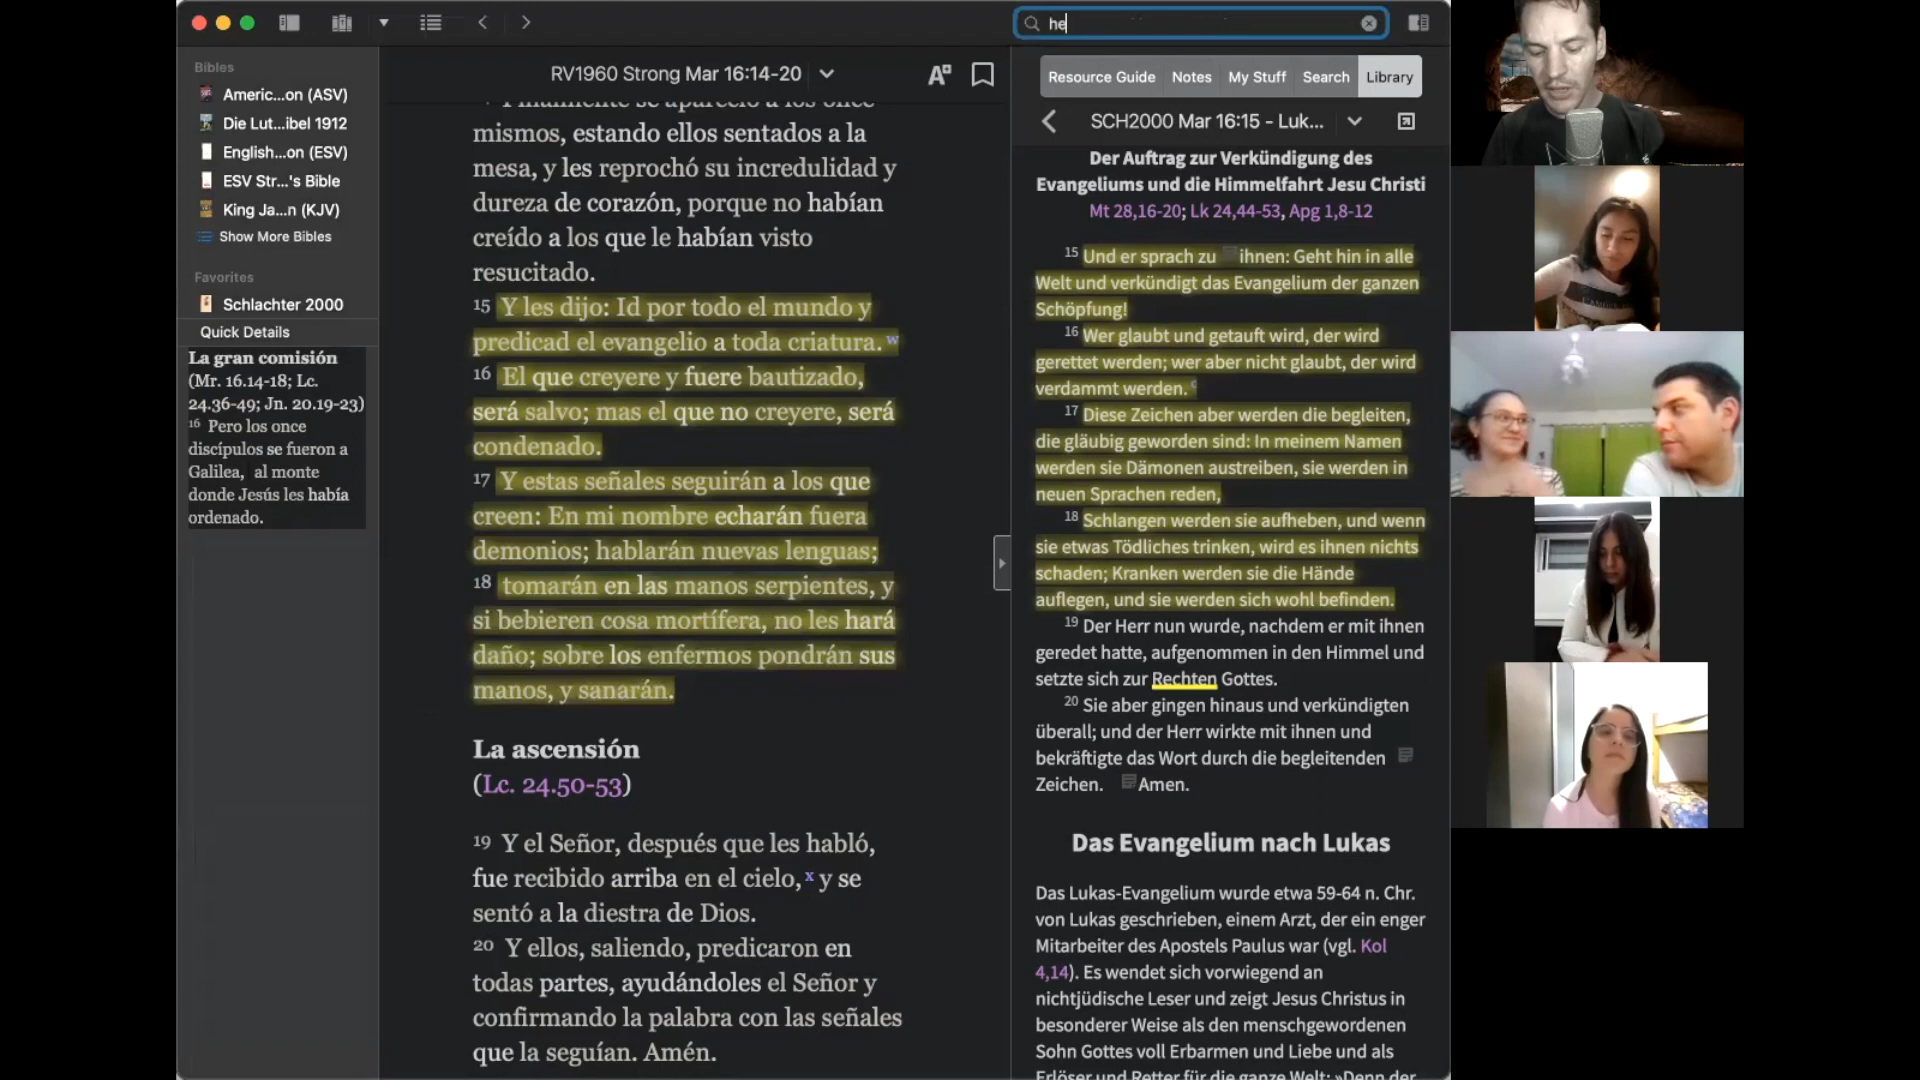 he
Bibles
Americ...on (ASV)
Die Lut...ibel 1912
English...on (ESV)
ESV Str...'s Bible
King Ja...n (KJV)
Show More Bibles
Favorites
Schlachter 2000
Quick Details
La gran comisión
(Mr. 16.14-18; Lc.
24.36-49; Jn. 20.19-23)
16 Pero los once
discípulos se fueron a
Galilea, al monte
donde Jesús les había
ordenado.
RV1960 Strong Mar 16:14-20
Finalmente se apareció a los once
mismos, estando ellos sentados a la
mesa, y les reprochó su incredulidad y
dureza de corazón, porque no habían
creído a los que le habían visto
resucitado.
15 Y les dijo: Id por todo el mundo y
predicad el evangelio a toda criatura. w
16 El que creyere y fuere bautizado,
será salvo; mas el que no creyere, será
condenado.
17 Y estas señales seguirán a los que
creen: En mi nombre echarán fuera
demonios; hablarán nuevas lenguas;
18 tomarán en las manos serpientes, y
si bebieren cosa mortífera, no les hará
daño; sobre los enfermos pondrán sus
manos, y sanarán.
La ascensión
(Lc. 24.50-53)
19 Y el Señor, después que les habló,
fue recibido arriba en el cielo,x y se
sentó a la diestra de Dios.
20 Y ellos, saliendo, predicaron en
todas partes, ayudándoles el Señor y
confirmando la palabra con las señales
que la seguían. Amén.
Resource Guide Notes My Stuff Search Library
SCH2000 Mar 16:15 - Luk...
Der Auftrag zur Verkündigung des
Evangeliums und die Himmelfahrt Jesu Christi
Mt 28,16-20; Lk 24,44-53, Apg 1,8-12
15 Und er sprach zu ihnen: Geht hin in alle
Welt und verkündigt das Evangelium der ganzen
Schöpfung!
16 Wer glaubt und getauft wird, der wird
gerettet werden; wer aber nicht glaubt, der wird
verdammt werden. c
17 Diese Zeichen aber werden die begleiten,
die gläubig geworden sind: In meinem Namen
werden sie Dämonen austreiben, sie werden in
neuen Sprachen reden,
18 Schlangen werden sie aufheben, und wenn
sie etwas Tödliches trinken, wird es ihnen nichts
schaden; Kranken werden sie die Hände
auflegen, und sie werden sich wohl befinden.
19 Der Herr nun wurde, nachdem er mit ihnen
geredet hatte, aufgenommen in den Himmel und
setzte sich zur Rechten Gottes.
20 Sie aber gingen hinaus und verkündigten
überall; und der Herr wirkte mit ihnen und
bekräftigte das Wort durch die begleitenden
Zeichen. Amen.
Das Evangelium nach Lukas
Das Lukas-Evangelium wurde etwa 59-64 n. Chr.
von Lukas geschrieben, einem Arzt, der ein enger
Mitarbeiter des Apostels Paulus war (vgl. Kol
4,14). Es wendet sich vorwiegend an
nichtjüdische Leser und zeigt Jesus Christus in
besonderer Weise als den menschgewordenen
Sohn Gottes voll Erbarmen und Liebe und als
Erlöser und Retter für die ganze Welt: »Denn der